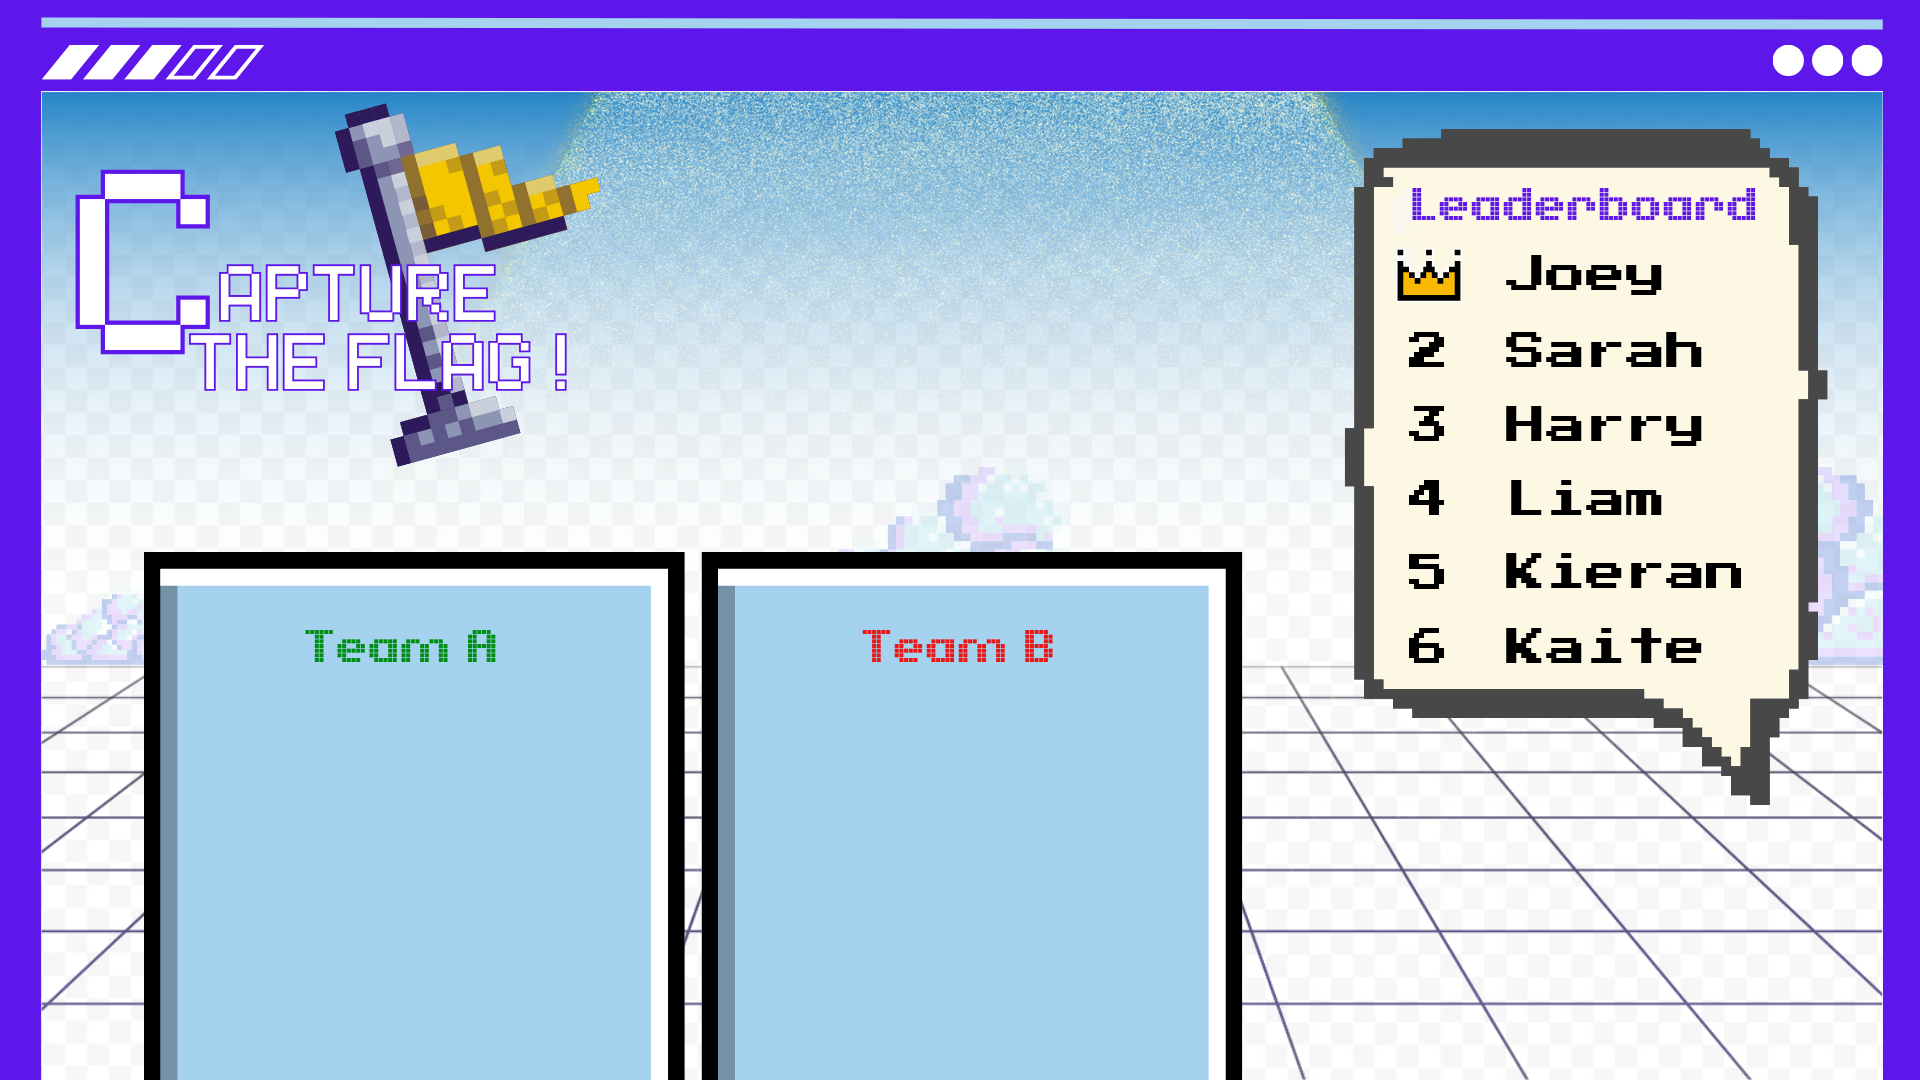 CAPTURE
THE FLAG!
Leaderboard
Joey
2 Sarah
3 Harry
4 Liam
5 Kieran
6 Kaite
Team A
Team B